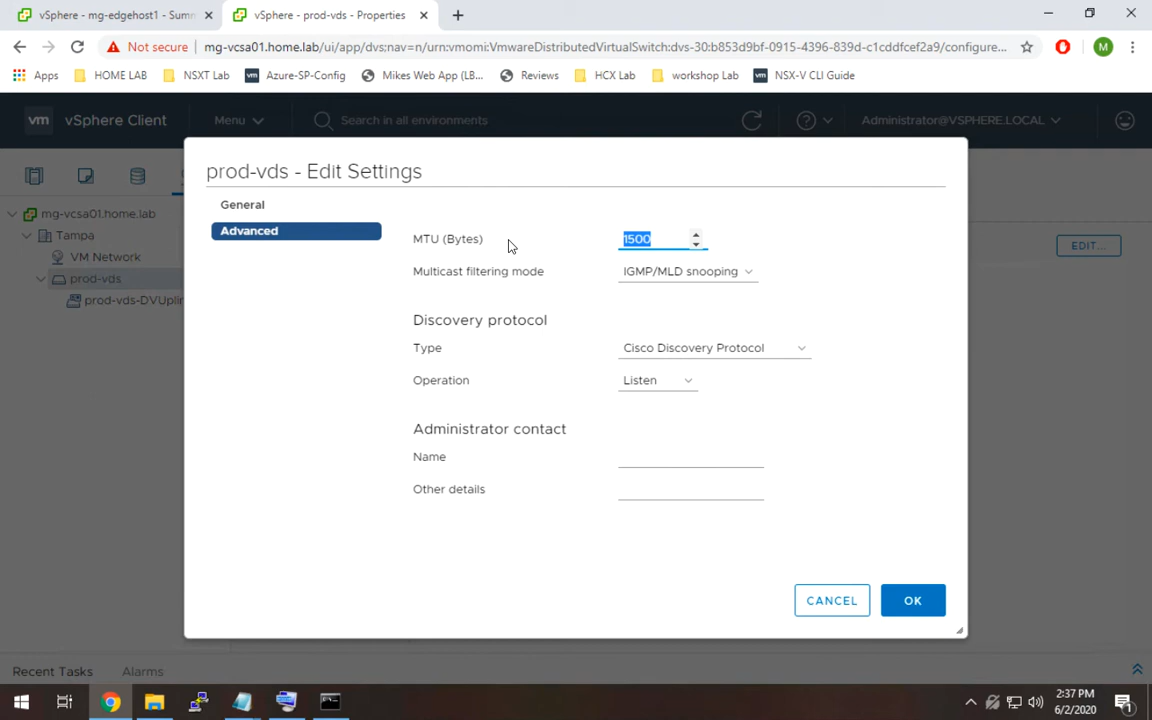 vSphere - mg-edgehost1 - Summ
vSphere - prod-vds - Properties
Not secure
mg-vcsa01.home.lab/ui/app/dvs;nav=n/urn:vmomi:VmwareDistributedVirtualSwitch:dvs-30:b853d9bf-0915-4396-839d-c1cddfcef2a9/configure...
M
Apps
HOME LAB
NSXT Lab
vm
Azure-SP-Config
Mikes Web App (LB...
Reviews
HCX Lab
workshop Lab
vm
NSX-V CLI Guide
vm
vSphere Client
Menu
Search in all environments
Administrator@VSPHERE.LOCAL
prod-vds - Edit Settings
General
Advanced
MTU (Bytes)
1500
Multicast filtering mode
IGMP/MLD snooping
Discovery protocol
Type
Cisco Discovery Protocol
Operation
Listen
Administrator contact
Name
Other details
CANCEL
OK
mg-vcsa01.home.lab
Tampa
VM Network
prod-vds
prod-vds-DVUplin
EDIT...
Recent Tasks
Alarms
2:37 PM
6/2/2020
1